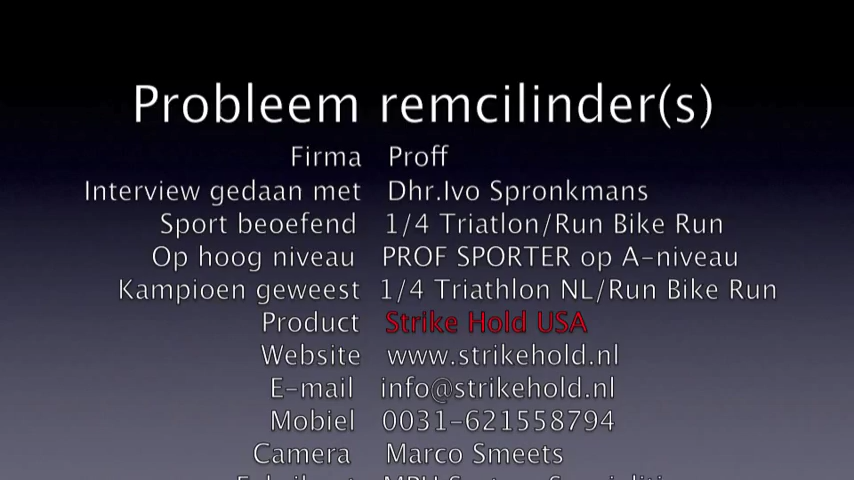 Probleem remcilinder(s)
Firma Proff
Interview gedaan met Dhr.Ivo Spronkmans
Sport beoefend 1/4 Triatlon/Run Bike Run
Op hoog niveau PROF SPORTER op A-niveau
Kampioen geweest 1/4 Triathlon NL/Run Bike Run
Product Strike Hold USA
Website www.strikehold.nl
E-mail info@strikehold.nl
Mobiel 0031-621558794
Camera Marco Smeets